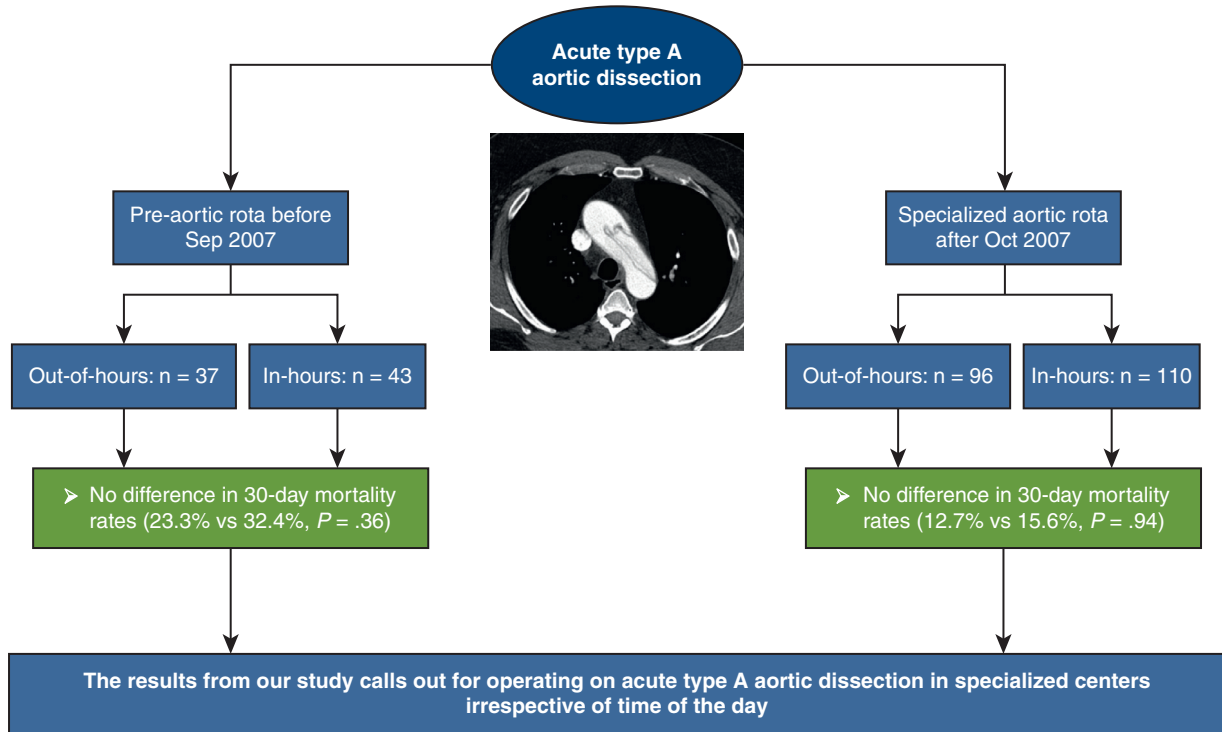 Acute type A
aortic dissection
Pre-aortic rota before
Sep 2007
Specialized aortic rota
after Oct 2007
Out-of-hours: n = 37
In-hours: n = 43
Out-of-hours: n = 96
In-hours: n = 110
➢ No difference in 30-day mortality
rates (23.3% vs 32.4%, P = .36)
➢ No difference in 30-day mortality
rates (12.7% vs 15.6%, P = .94)
The results from our study calls out for operating on acute type A aortic dissection in specialized centers
irrespective of time of the day